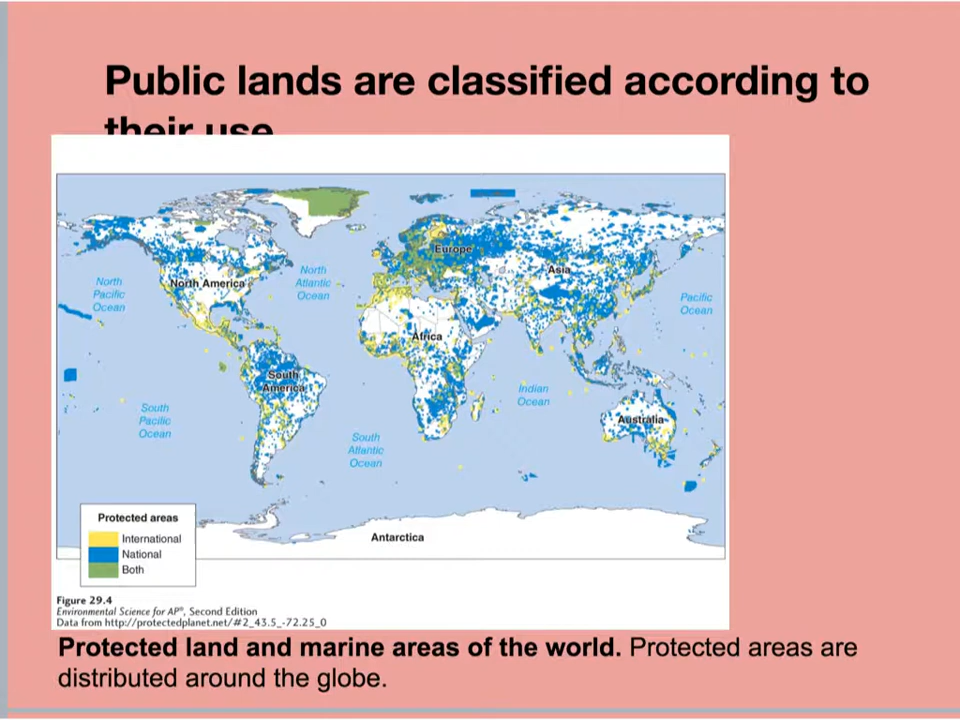 Public lands are classified according to
their use
North America
North
Atlantic
Ocean
Europe
Asia
North
Pacific
Ocean
Pacific
Ocean
Africa
South
America
Indian
Ocean
South
Pacific
Ocean
Australia
South
Atlantic
Ocean
Antarctica
Protected areas
International
National
Both
Figure 29.4
Environmental Science for AP®, Second Edition
Data from http://protectedplanet.net/#2_43.5_-72.25_0
Protected land and marine areas of the world. Protected areas are
distributed around the globe.